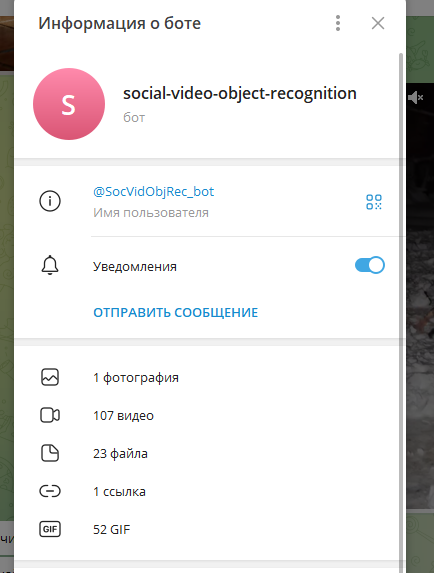 Информация о боте
S
social-video-object-recognition
бот
@SocVidObjRec_bot
Имя пользователя
Уведомления
ОТПРАВИТЬ СООБЩЕНИЕ
1 фотография
107 видео
23 файла
1 ссылка
GIF 52 GIF